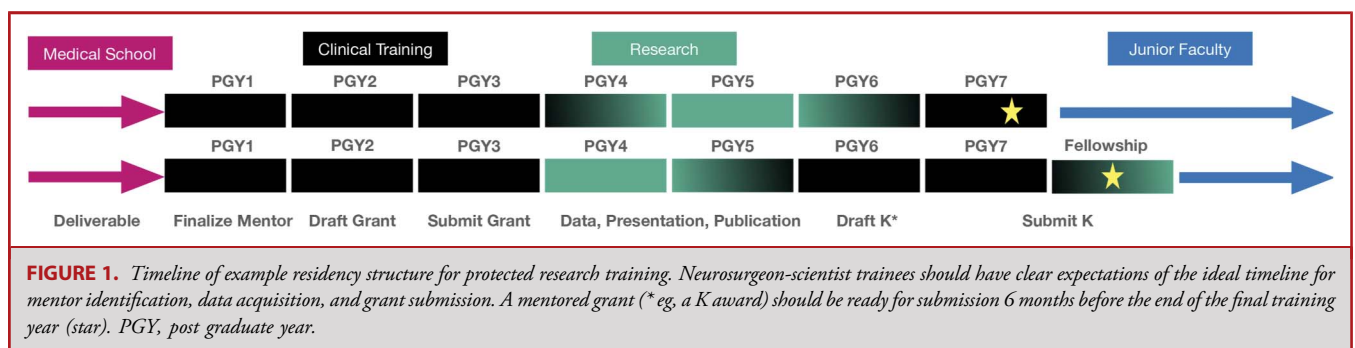 Medical School Clinical Training Research Junior Faculty
PGY1 PGY2 PGY3 PGY4 PGY5 PGY6 PGY7
PGY1 PGY2 PGY3 PGY4 PGY5 PGY6 PGY7 Fellowship
Deliverable Finalize Mentor Draft Grant Submit Grant Data, Presentation, Publication Draft K* Submit K
FIGURE 1. Timeline of example residency structure for protected research training. Neurosurgeon-scientist trainees should have clear expectations of the ideal timeline for
mentor identification, data acquisition, and grant submission. A mentored grant (* eg, a K award) should be ready for submission 6 months before the end of the final training
year (star). PGY, post graduate year.